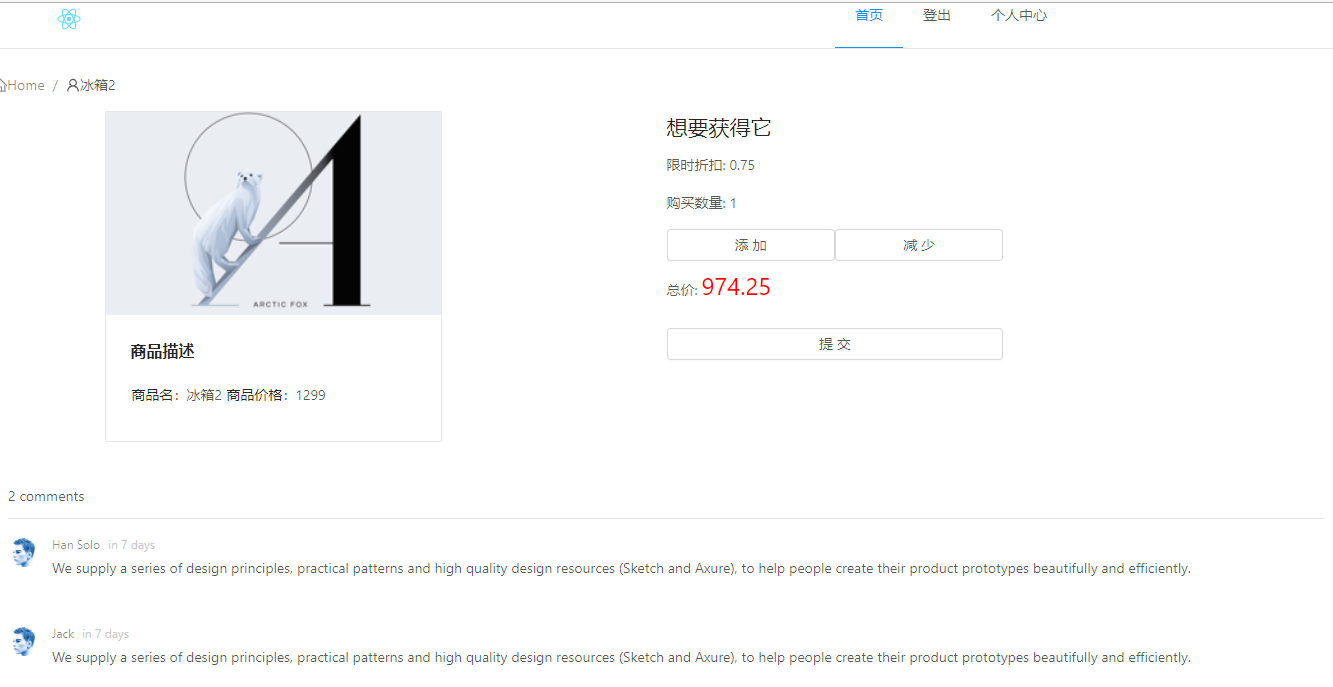 首页 登出 个人中心
Home / 冰箱2
A
ARCTIC FOX
商品描述
商品名：冰箱2 商品价格：1299
想要获得它
限时折扣: 0.75
购买数量: 1
添 加 减 少
总价: 974.25
提 交
2 comments
Han Solo in 7 days
We supply a series of design principles, practical patterns and high quality design resources (Sketch and Axure), to help people create their product prototypes beautifully and efficiently.
Jack in 7 days
We supply a series of design principles, practical patterns and high quality design resources (Sketch and Axure), to help people create their product prototypes beautifully and efficiently.